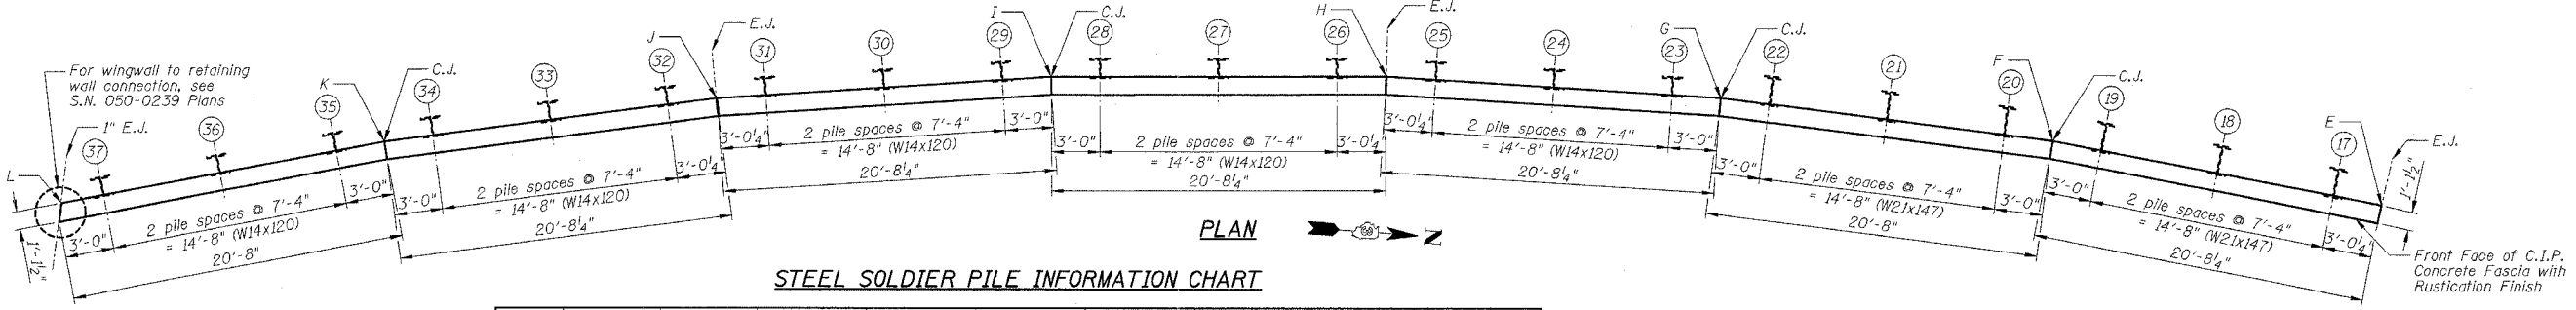 For wingwall to retaining
wall connection, see
S.N. 050-0239 Plans
1" E.J.
L
37
36
35
K
C.J.
34
33
32
J
E.J.
31
30
29
I
C.J.
28
27
26
H
E.J.
25
24
23
G
C.J.
22
21
20
F
C.J.
19
18
17
E
E.J.
1'-1½"
3'-0"
2 pile spaces @ 7'-4"
= 14'-8" (W14x120)
3'-0"
20'-8"
3'-0"
2 pile spaces @ 7'-4"
= 14'-8" (W14x120)
3'-0¼"
20'-8¼"
3'-0¼"
2 pile spaces @ 7'-4"
= 14'-8" (W14x120)
3'-0"
20'-8¼"
3'-0"
2 pile spaces @ 7'-4"
= 14'-8" (W14x120)
3'-0¼"
20'-8¼"
3'-0¼"
2 pile spaces @ 7'-4"
= 14'-8" (W14x120)
3'-0"
20'-8¼"
3'-0"
2 pile spaces @ 7'-4"
= 14'-8" (W21x147)
3'-0"
20'-8"
3'-0"
2 pile spaces @ 7'-4"
= 14'-8" (W21x147)
3'-0¼"
20'-8¼"
1'-1½"
Front Face of C.I.P.
Concrete Fascia with
Rustication Finish
PLAN
N
STEEL SOLDIER PILE INFORMATION CHART